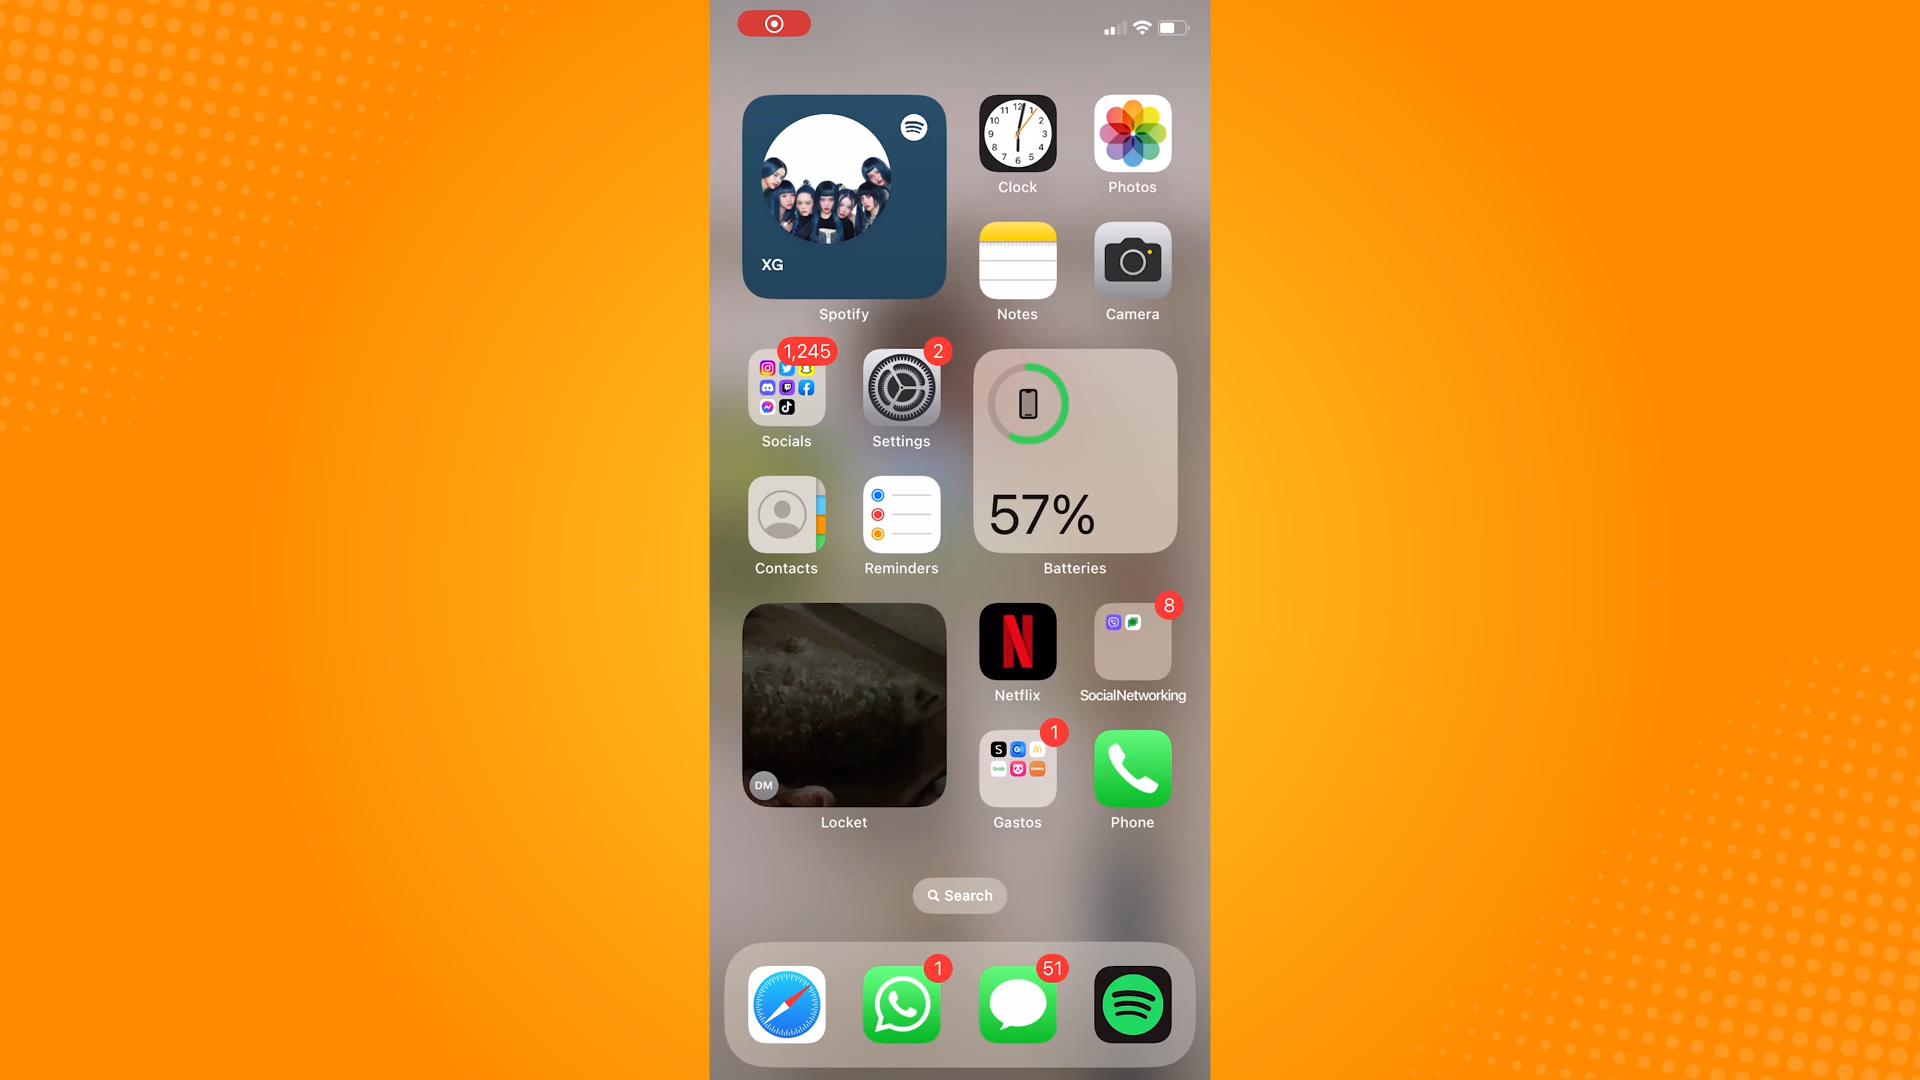 XG
Spotify
Clock
Photos
Notes
Camera
1,245
Socials
2
Settings
Contacts
Reminders
57%
Batteries
DM
Locket
N
Netflix
8
SocialNetworking
1
Gastos
Phone
Search
1
51